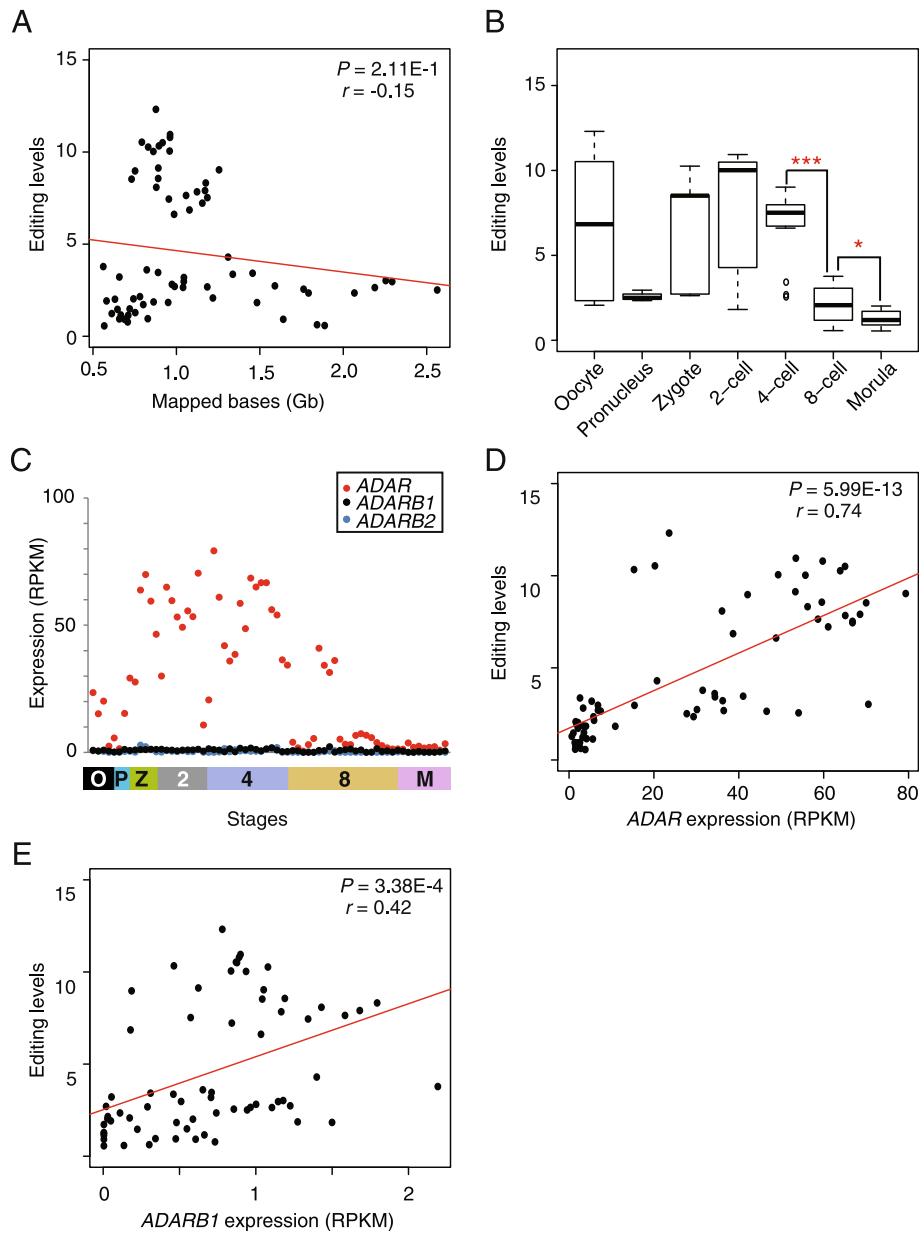 A
P = 2.11E-1
r = -0.15
15
10
5
0
Editing levels
0.5 1.0 1.5 2.0 2.5
Mapped bases (Gb)
B
15
10
5
0
Editing levels
***
*
Oocyte
Pronucleus
Zygote
2-cell
4-cell
8-cell
Morula
C
ADAR
ADARB1
ADARB2
100
50
0
Expression (RPKM)
O P Z 2 4 8 M
Stages
D
P = 5.99E-13
r = 0.74
15
10
5
Editing levels
0 20 40 60 80
ADAR expression (RPKM)
E
P = 3.38E-4
r = 0.42
15
10
5
Editing levels
0 1 2
ADARB1 expression (RPKM)